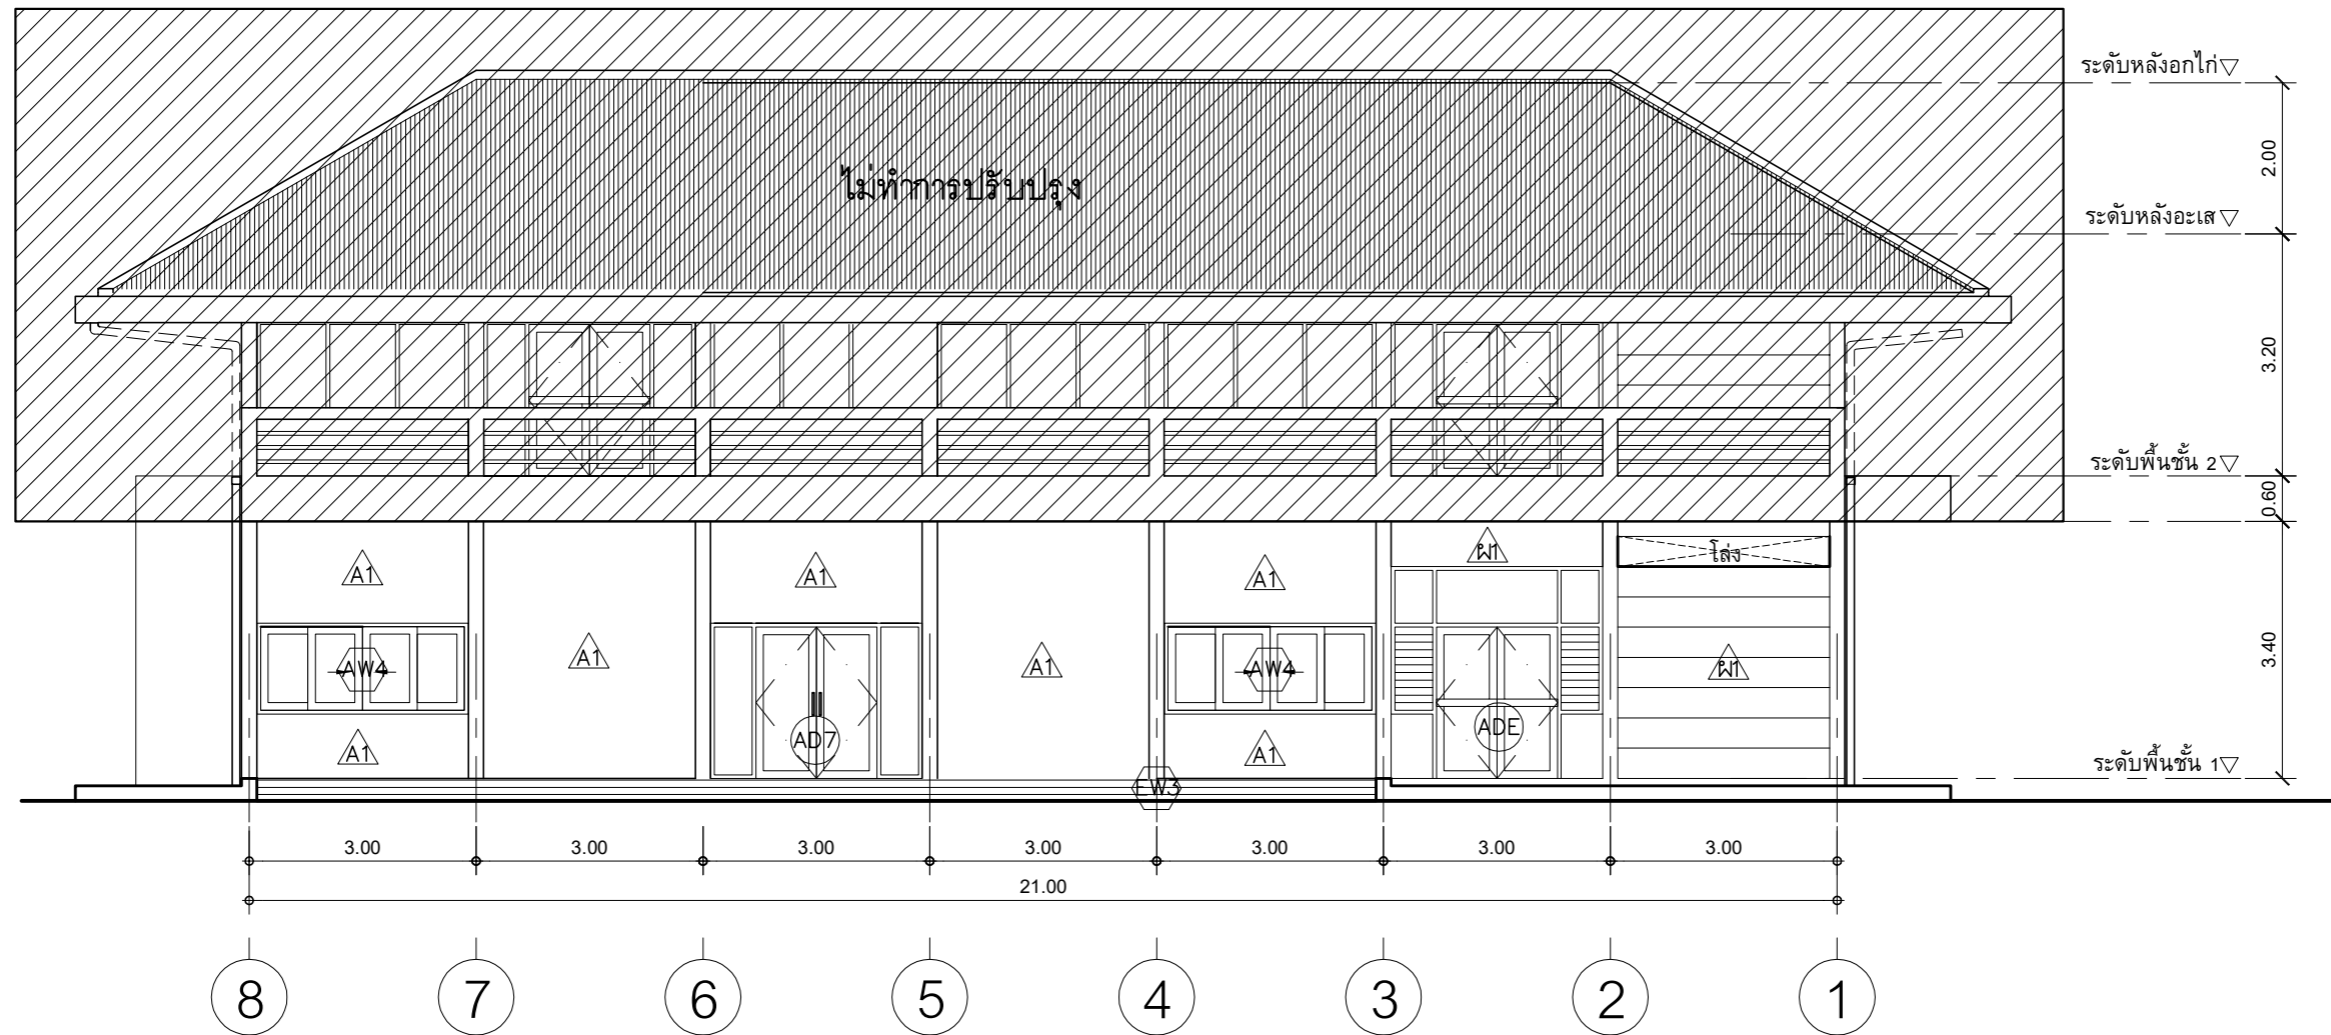 ระดับหลังอกไก่
2.00
ไม่ทำการปรับปรุง
ระดับหลังอะเส
3.20
ระดับพื้นชั้น 2
0.60
A1
A1
A1
ผ1
โล่ง
AW4
A1
A1
AW4
ผ1
3.40
A1
AD7
A1
ADE
ระดับพื้นชั้น 1
EW3
3.00 3.00 3.00 3.00 3.00 3.00 3.00
21.00
8 7 6 5 4 3 2 1